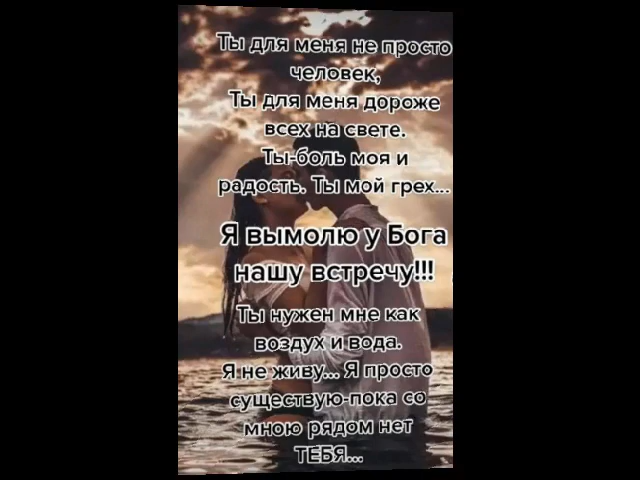 Ты для меня не просто
человек,
Ты для меня дороже
всех на свете.
Ты-боль моя и
радость. Ты мой грех...
Я вымолю у Бога
нашу встречу!!!
Ты нужен мне как
воздух и вода.
Я не живу... Я просто
существую-пока со
мною рядом нет
ТЕБЯ...